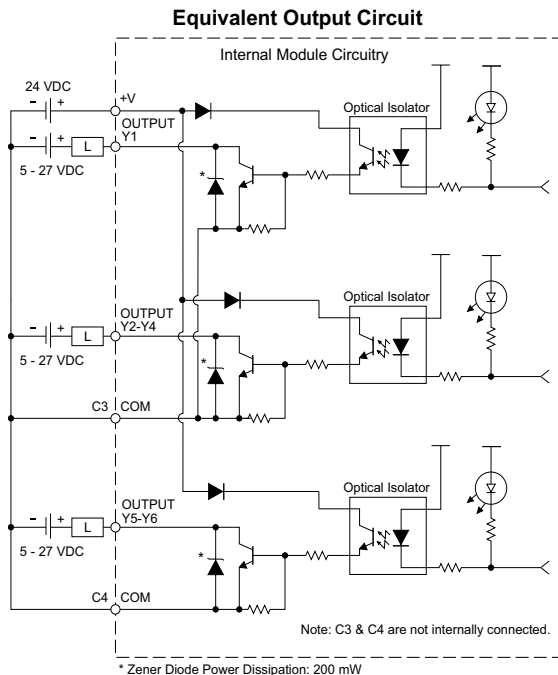 Equivalent Output Circuit
Internal Module Circuitry
24 VDC
- +
+V
Optical Isolator
OUTPUT
Y1
- +
L
5 - 27 VDC
*
Optical Isolator
OUTPUT
Y2-Y4
- +
L
5 - 27 VDC
*
C3 COM
Optical Isolator
OUTPUT
Y5-Y6
- +
L
5 - 27 VDC
*
C4 COM
Note: C3 & C4 are not internally connected.
* Zener Diode Power Dissipation: 200 mW